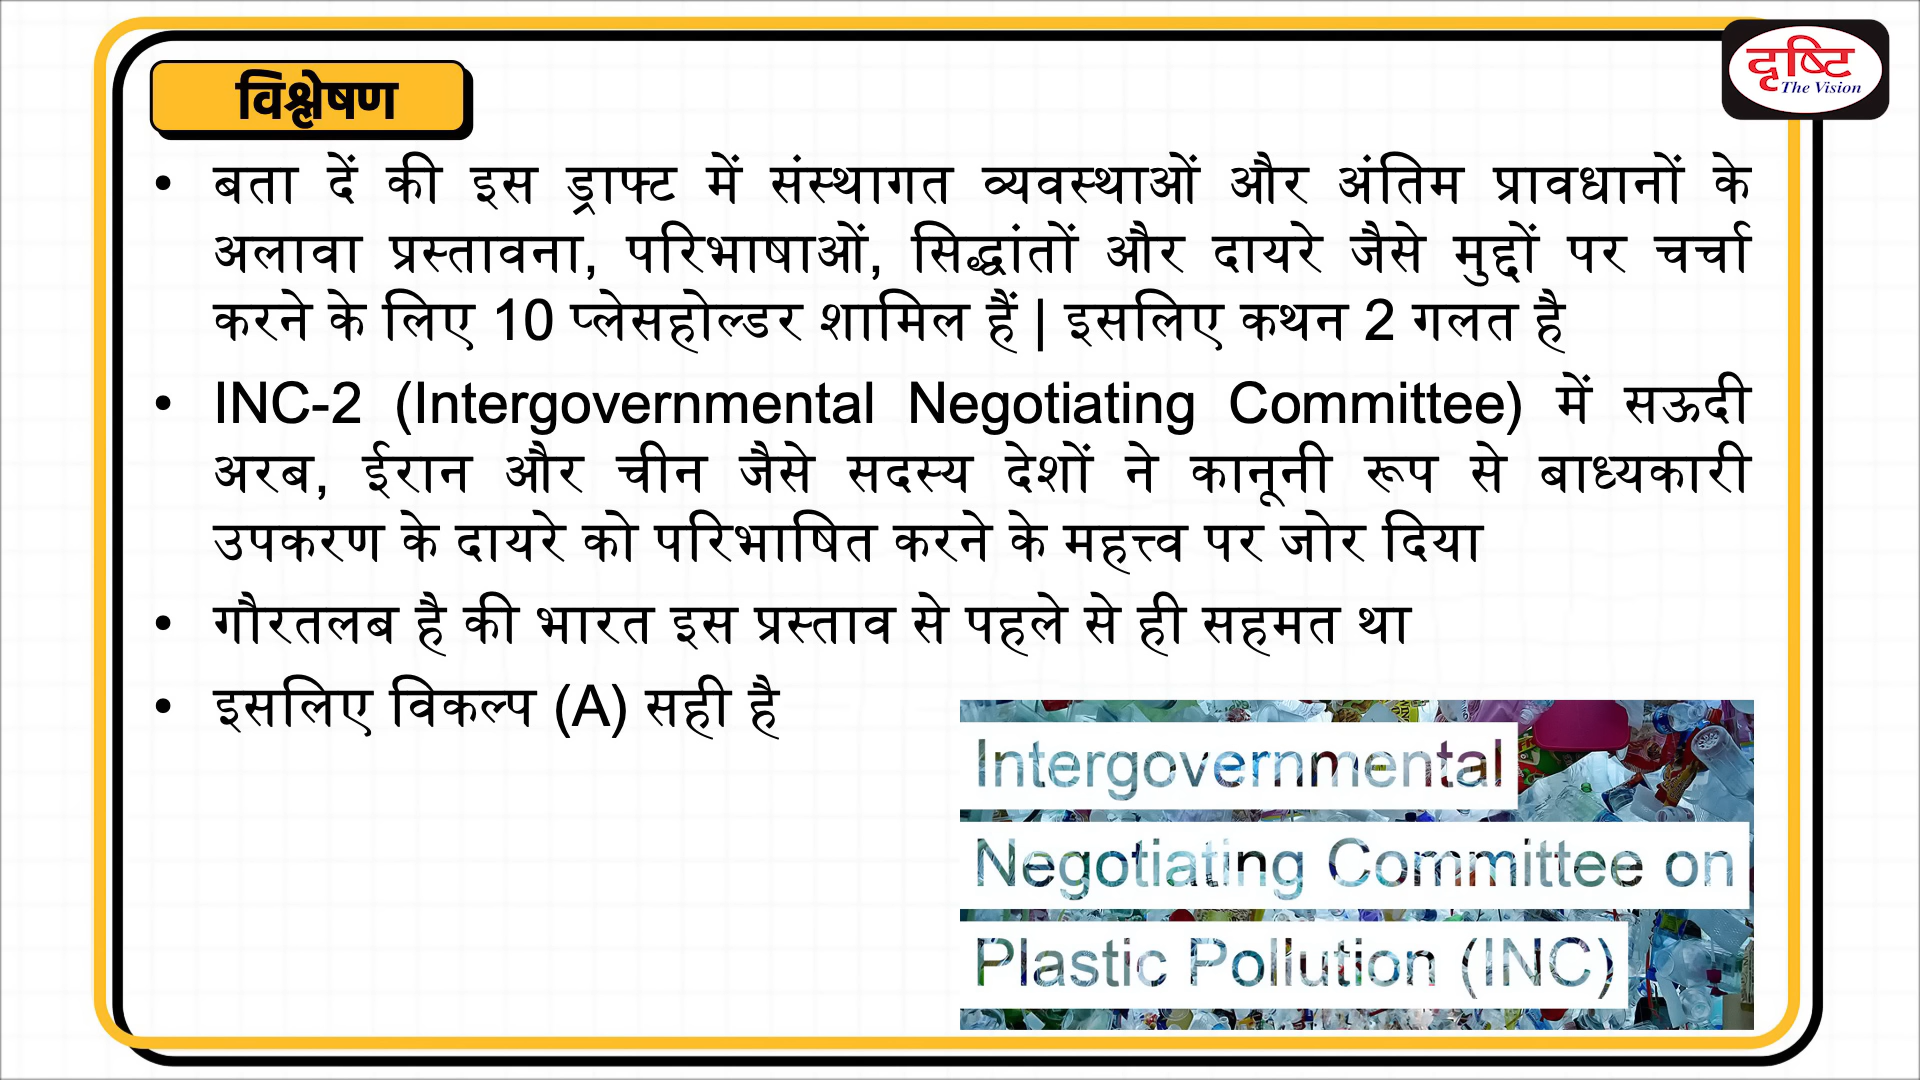 दृष्टि
The Vision
विश्लेषण
• बता दें की इस ड्राफ्ट में संस्थागत व्यवस्थाओं और अंतिम प्रावधानों के
अलावा प्रस्तावना, परिभाषाओं, सिद्धांतों और दायरे जैसे मुद्दों पर चर्चा
करने के लिए 10 प्लेसहोल्डर शामिल हैं | इसलिए कथन 2 गलत है
• INC-2 (Intergovernmental Negotiating Committee) में सऊदी
अरब, ईरान और चीन जैसे सदस्य देशों ने कानूनी रूप से बाध्यकारी
उपकरण के दायरे को परिभाषित करने के महत्त्व पर जोर दिया
• गौरतलब है की भारत इस प्रस्ताव से पहले से ही सहमत था
• इसलिए विकल्प (A) सही है
Intergovernmental
Negotiating Committee on
Plastic Pollution (INC)